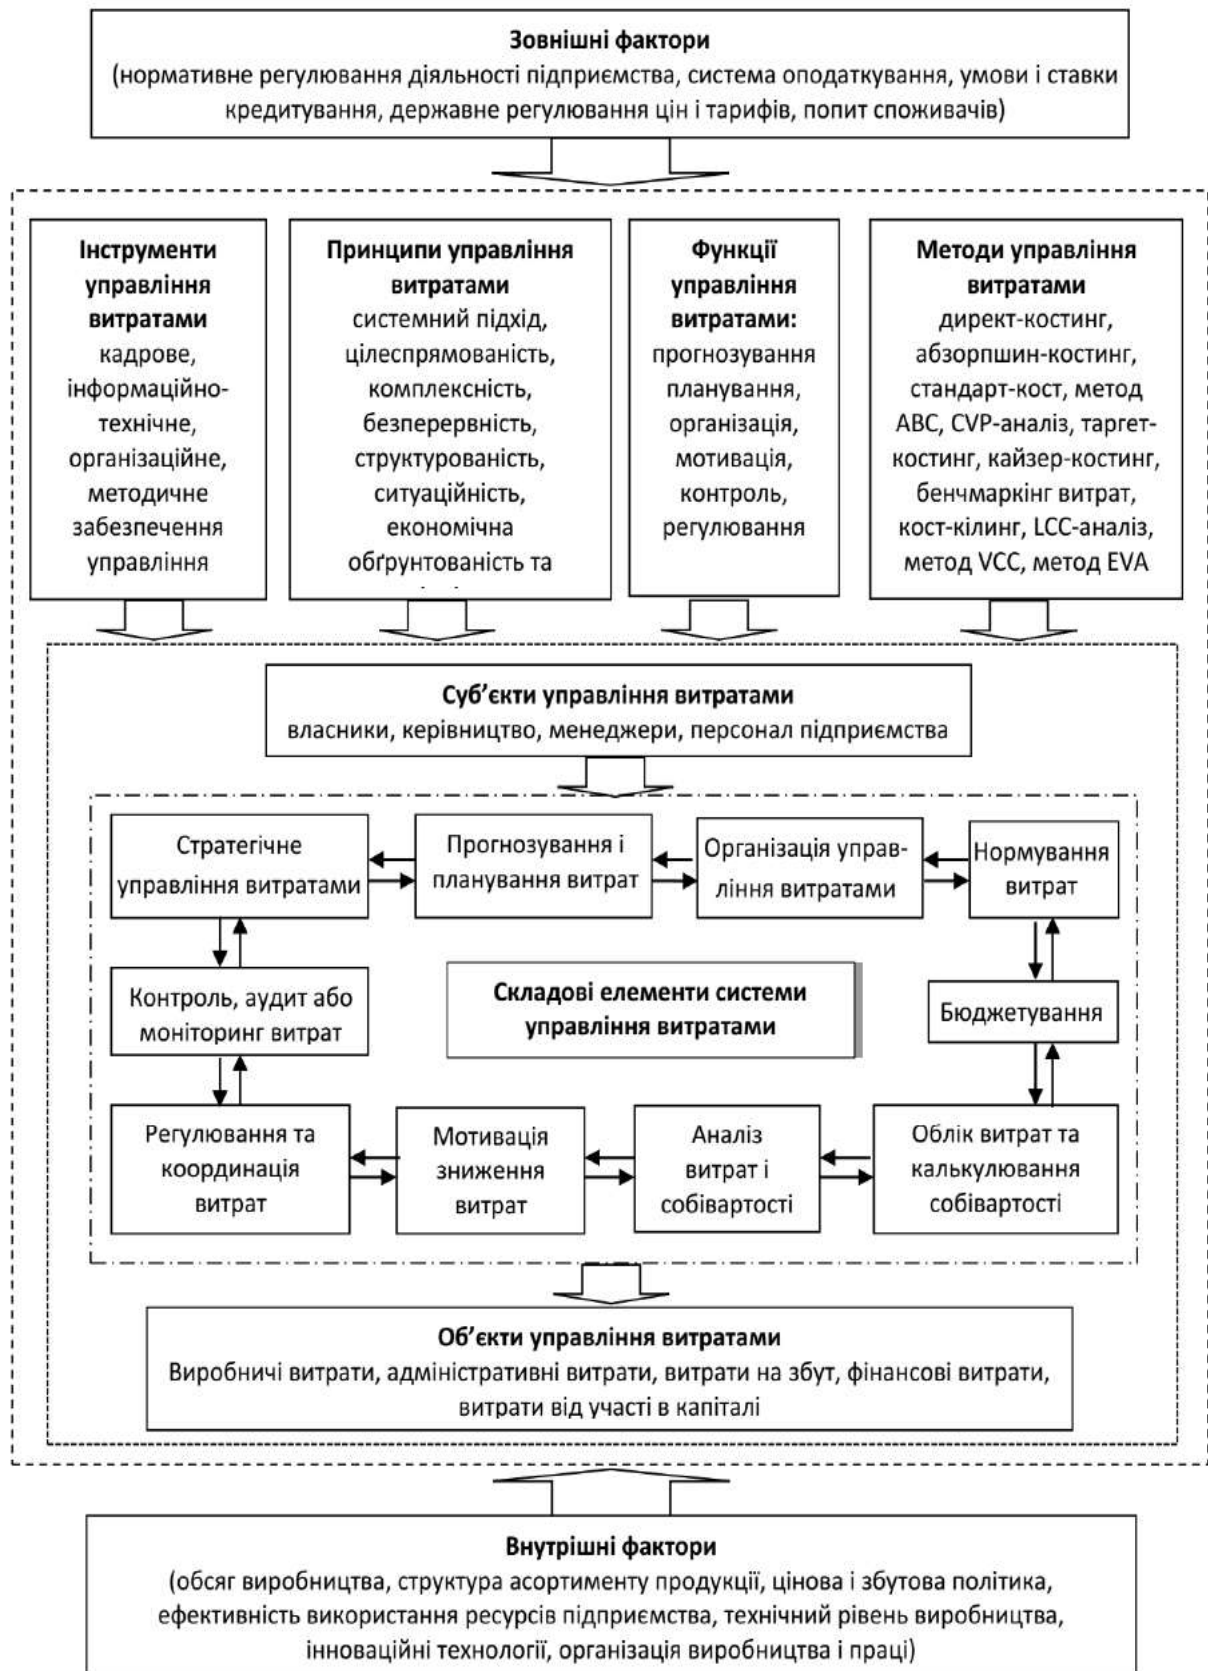 Зовнішні фактори
(нормативне регулювання діяльності підприємства, система оподаткування, умови і ставки
кредитування, державне регулювання цін і тарифів, попит споживачів)
Інструменти
управління
витратами
кадрове,
інформаційно-
технічне,
організаційне,
методичне
забезпечення
управління
Принципи управління
витратами
системний підхід,
цілеспрямованість,
комплексність,
безперервність,
структурованість,
ситуаційність,
економічна
обґрунтованість та
Функції
управління
витратами:
прогнозування
планування,
організація,
мотивація,
контроль,
регулювання
Методи управління
витратами
директ-костинг,
абзорпшин-костинг,
стандарт-кост, метод
АВС, CVP-аналіз, таргет-
костинг, кайзер-костинг,
бенчмаркінг витрат,
кост-кілинг, LCC-аналіз,
метод VCC, метод EVA
Суб’єкти управління витратами
власники, керівництво, менеджери, персонал підприємства
Стратегічне
управління витратами
Прогнозування і
планування витрат
Організація управ-
ління витратами
Нормування
витрат
Контроль, аудит або
моніторинг витрат
Складові елементи системи
управління витратами
Бюджетування
Регулювання та
координація
витрат
Мотивація
зниження
витрат
Аналіз
витрат і
собівартості
Облік витрат та
калькулювання
собівартості
Об’єкти управління витратами
Виробничі витрати, адміністративні витрати, витрати на збут, фінансові витрати,
витрати від участі в капіталі
Внутрішні фактори
(обсяг виробництва, структура асортименту продукції, цінова і збутова політика,
ефективність використання ресурсів підприємства, технічний рівень виробництва,
інноваційні технології, організація виробництва і праці)